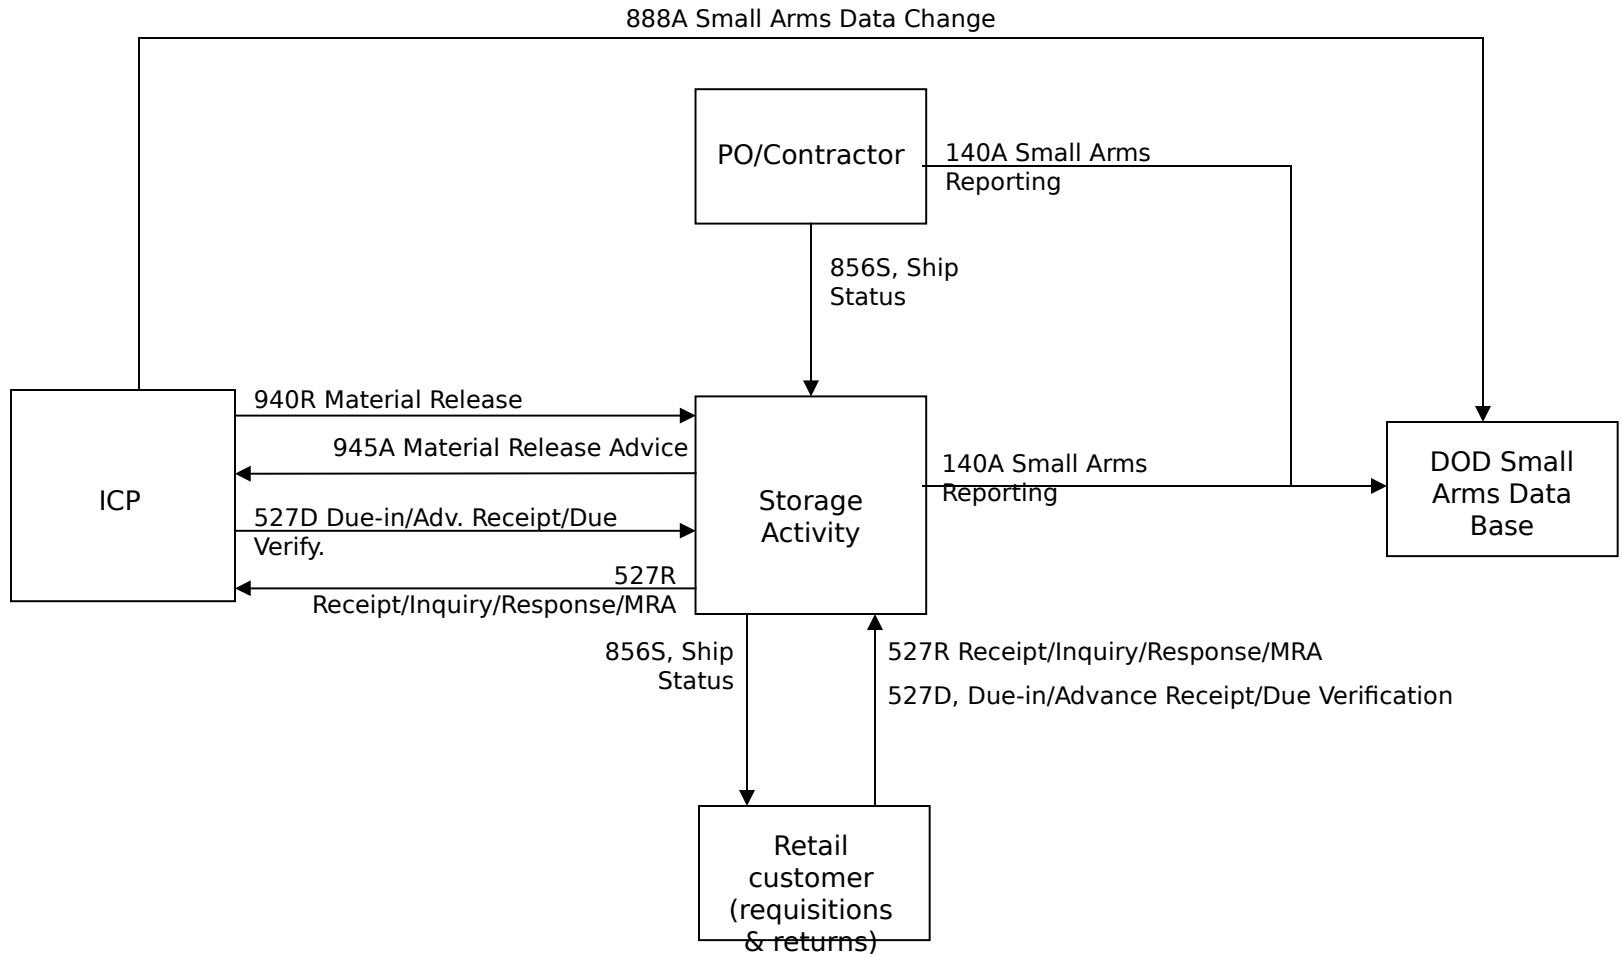 888A Small Arms Data Change
PO/Contractor
140A Small Arms
Reporting
856S, Ship
Status
940R Material Release
945A Material Release Advice
ICP
527D Due-in/Adv. Receipt/Due
Verify.
527R
Receipt/Inquiry/Response/MRA
Storage
Activity
140A Small Arms
Reporting
DOD Small
Arms Data
Base
856S, Ship
Status
527R Receipt/Inquiry/Response/MRA
527D, Due-in/Advance Receipt/Due Verification
Retail
customer
(requisitions
& returns)